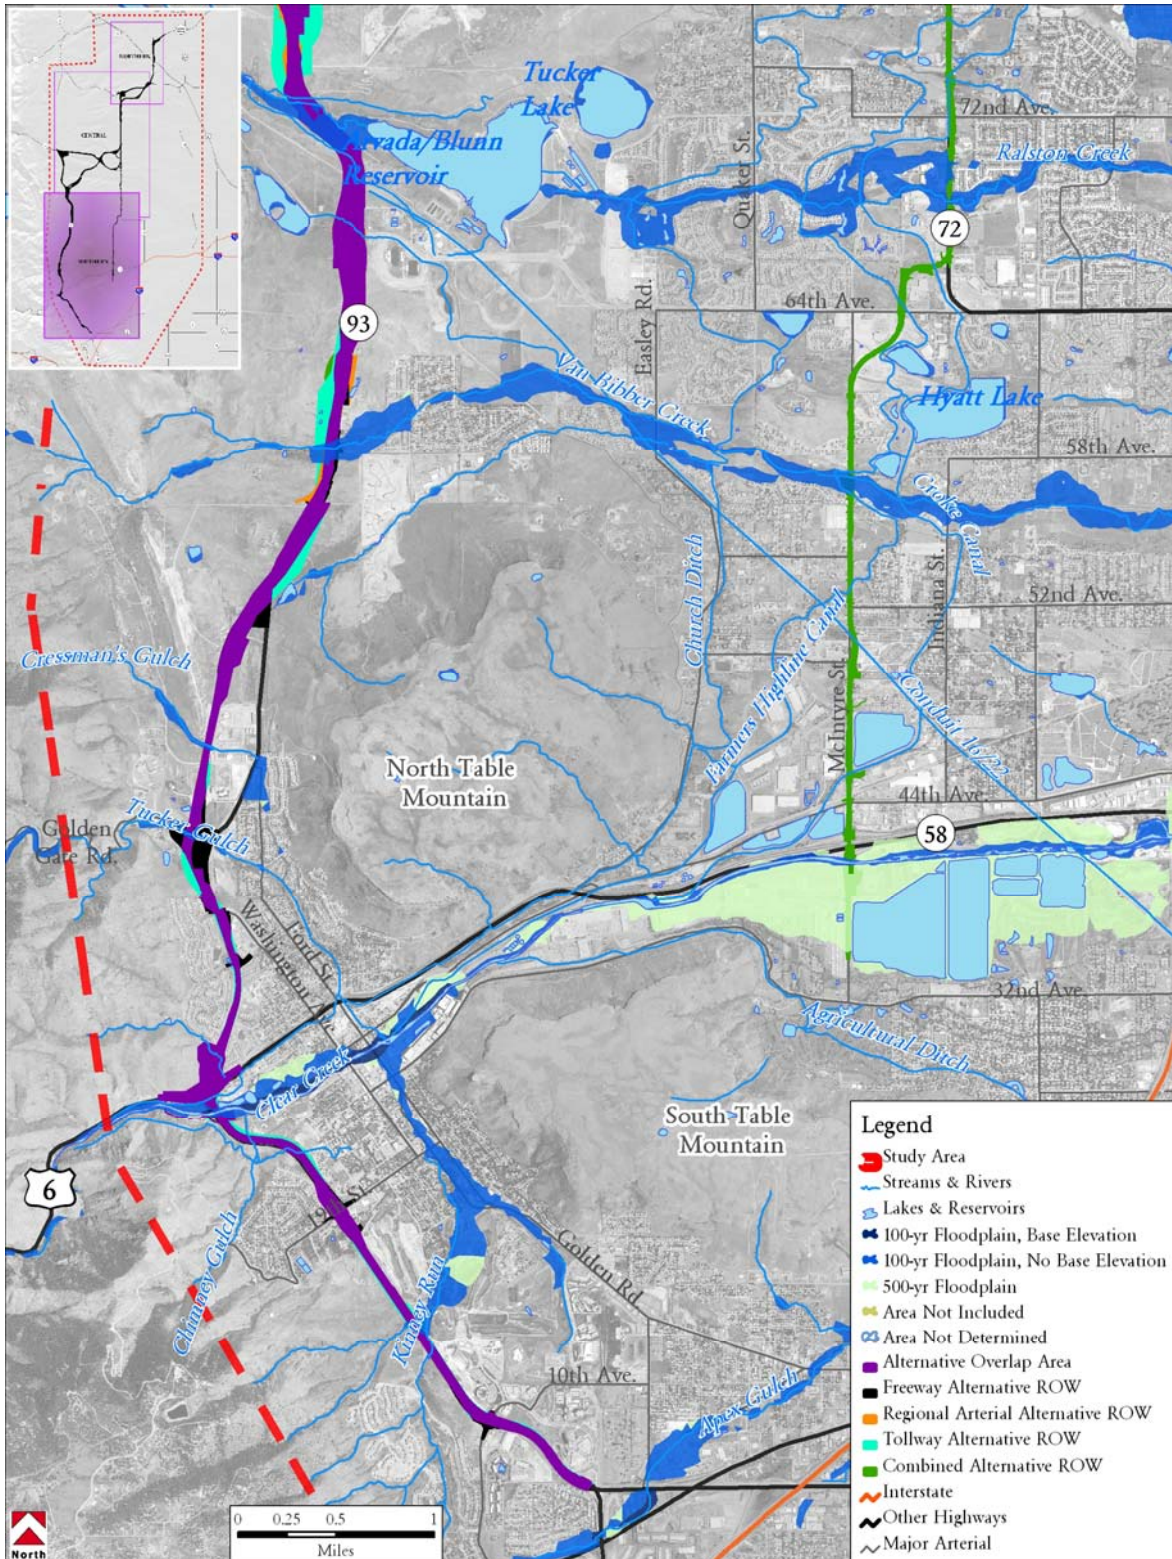 NORTHERN
CENTRAL
SOUTHERN
Tucker
Lake
Arvada/Blunn
Reservoir
Quaker St.
72nd Ave.
Ralston Creek
72
64th Ave.
Easley Rd.
93
Van Bibber Creek
Hyatt Lake
58th Ave.
Croke Canal
Church Ditch
Indiana St.
52nd Ave.
Cressman's Gulch
Farmers Highline Canal
McIntyre St.
Conduit 16/22
North Table
Mountain
44th Ave.
Tucker Gulch
Golden
Gate Rd.
58
Ford St.
Washington Ave.
32nd Ave.
Agricultural Ditch
Clear Creek
South Table
Mountain
6
19th St.
Chimney Gulch
Kinney Run
Golden Rd
10th Ave.
Apex Gulch
Legend
Study Area
Streams & Rivers
Lakes & Reservoirs
100-yr Floodplain, Base Elevation
100-yr Floodplain, No Base Elevation
500-yr Floodplain
Area Not Included
Area Not Determined
Alternative Overlap Area
Freeway Alternative ROW
Regional Arterial Alternative ROW
Tollway Alternative ROW
Combined Alternative ROW
Interstate
Other Highways
Major Arterial
North
0 0.25 0.5 1
Miles